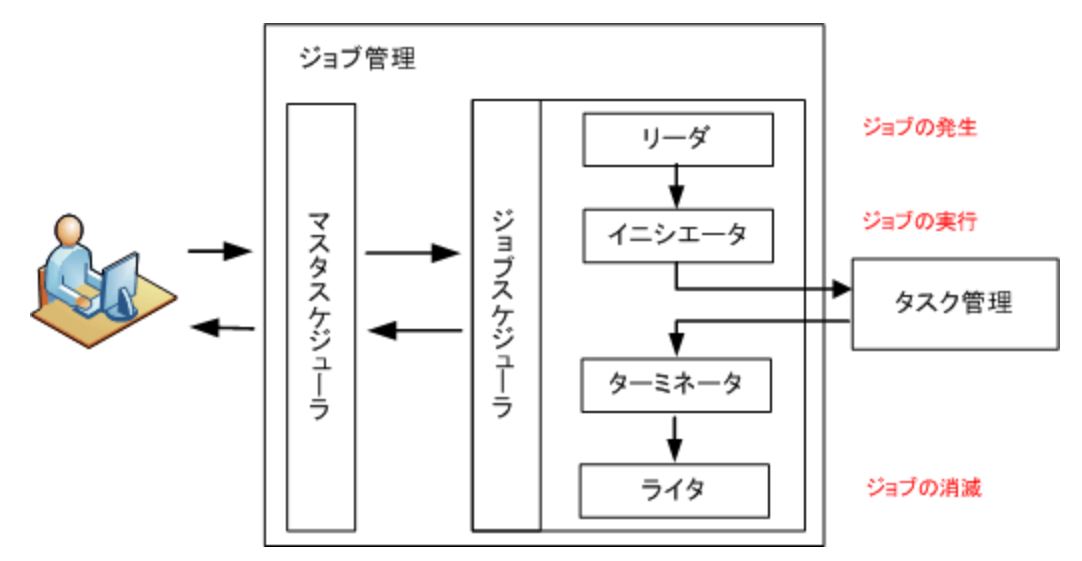 ジョブ管理
マスタスケジューラ
ジョブスケジューラ
リーダ
イニシエータ
ターミネータ
ライタ
ジョブの発生
ジョブの実行
タスク管理
ジョブの消滅